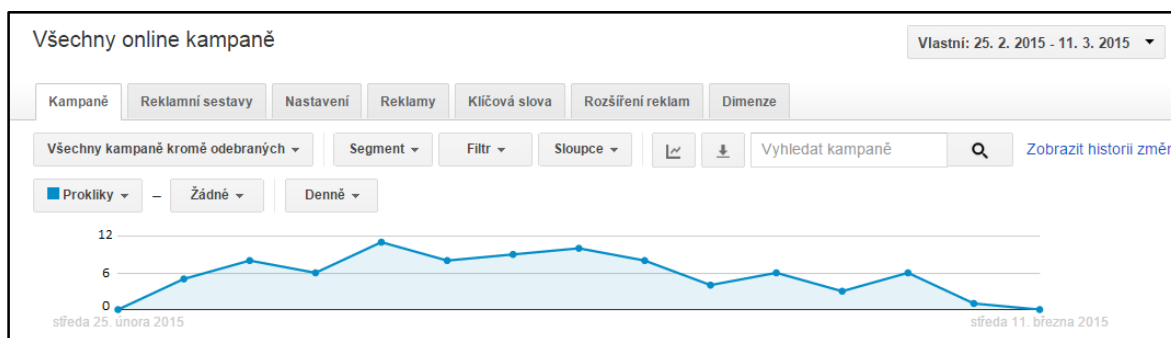 Všechny online kampaně
Vlastní: 25. 2. 2015 - 11. 3. 2015
Kampaně Reklamní sestavy Nastavení Reklamy Klíčová slova Rozšíření reklam Dimenze
Všechny kampaně kromě odebraných Segment Filtr Sloupce Vyhledat kampaně Zobrazit historii změn
Prokliky – Žádné Denně
12
6
0
středa 25. února 2015 středa 11. března 2015